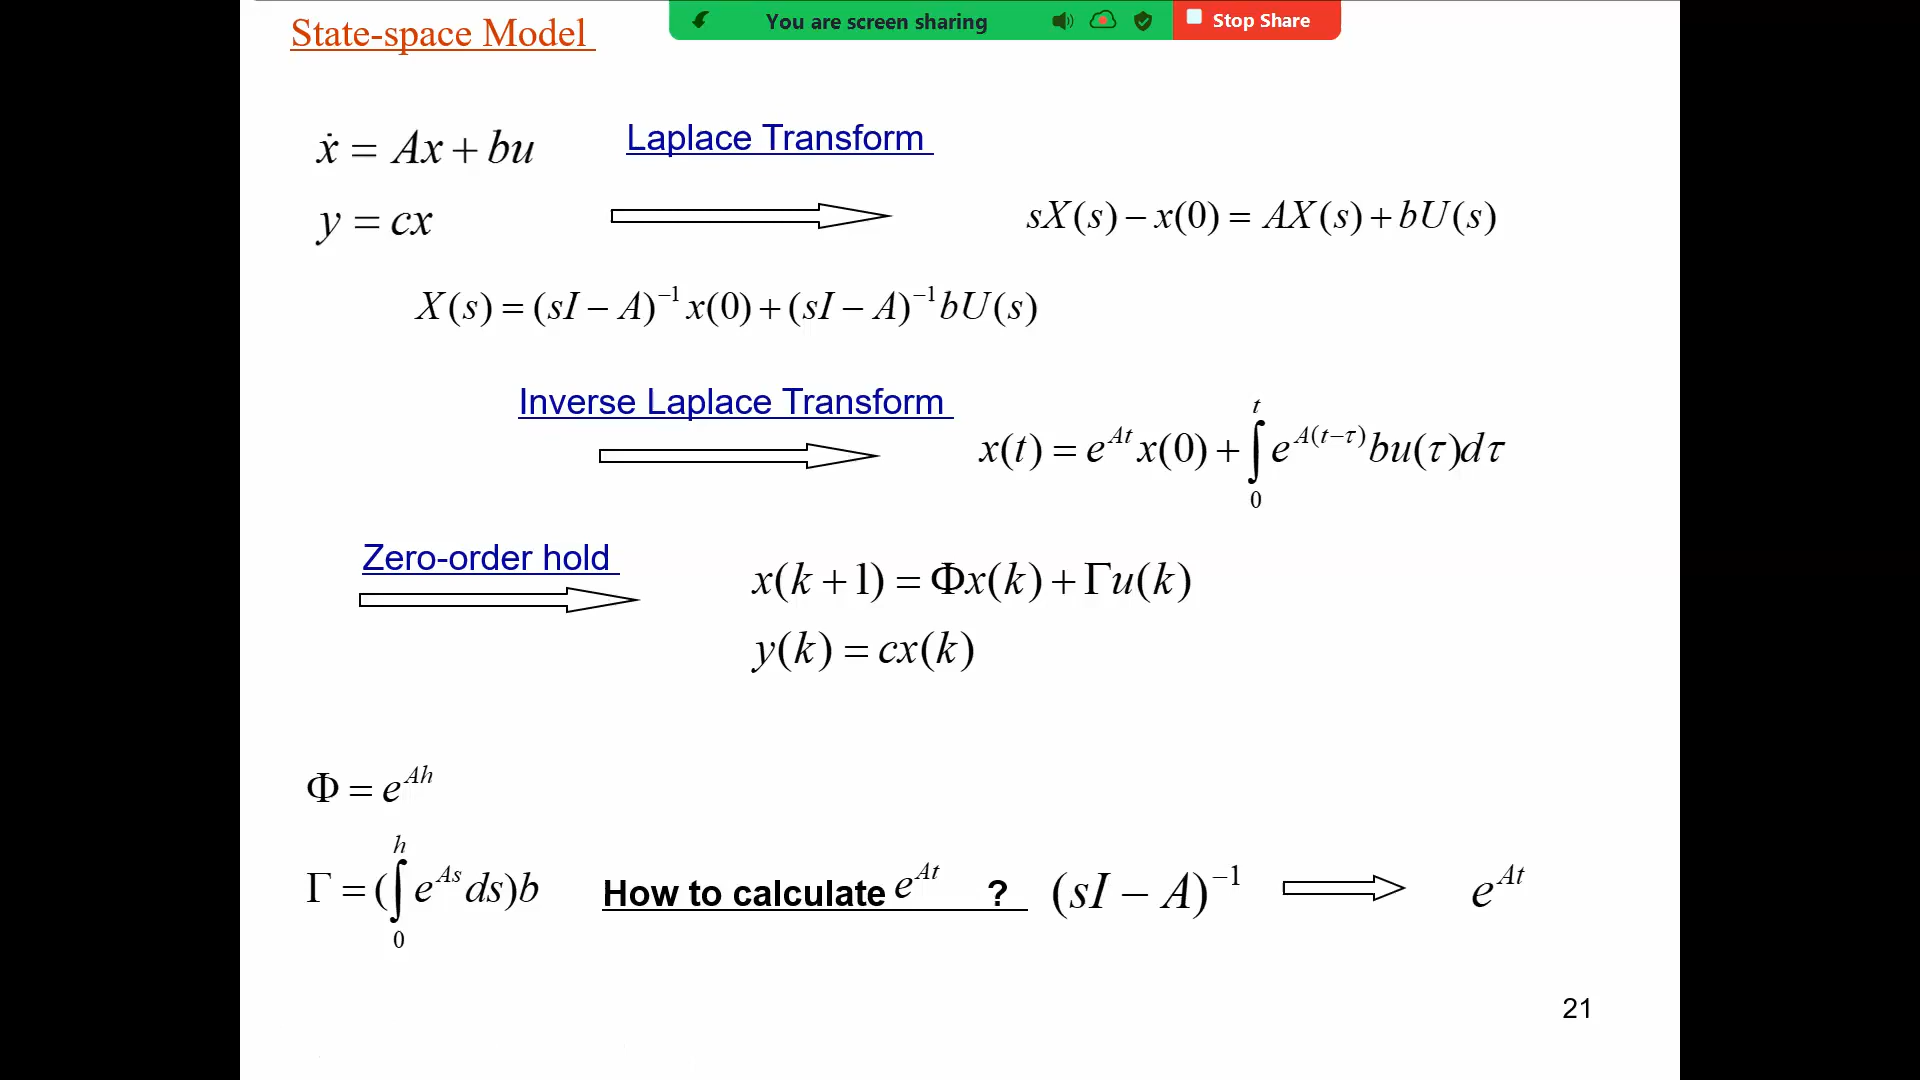 State-space Model
You are screen sharing
Stop Share
ẋ = Ax + bu
Laplace Transform
y = cx
sX(s) − x(0) = AX(s) + bU(s)
X(s) = (sI − A)⁻¹ x(0) + (sI − A)⁻¹ bU(s)
Inverse Laplace Transform
x(t) = e^{At} x(0) + ∫₀ᵗ e^{A(t−τ)} bu(τ)dτ
Zero-order hold
x(k + 1) = Φx(k) + Γu(k)
y(k) = cx(k)
Φ = e^{Ah}
Γ = (∫₀ʰ e^{As} ds)b
How to calculate e^{At} ?
(sI − A)⁻¹
e^{At}
21